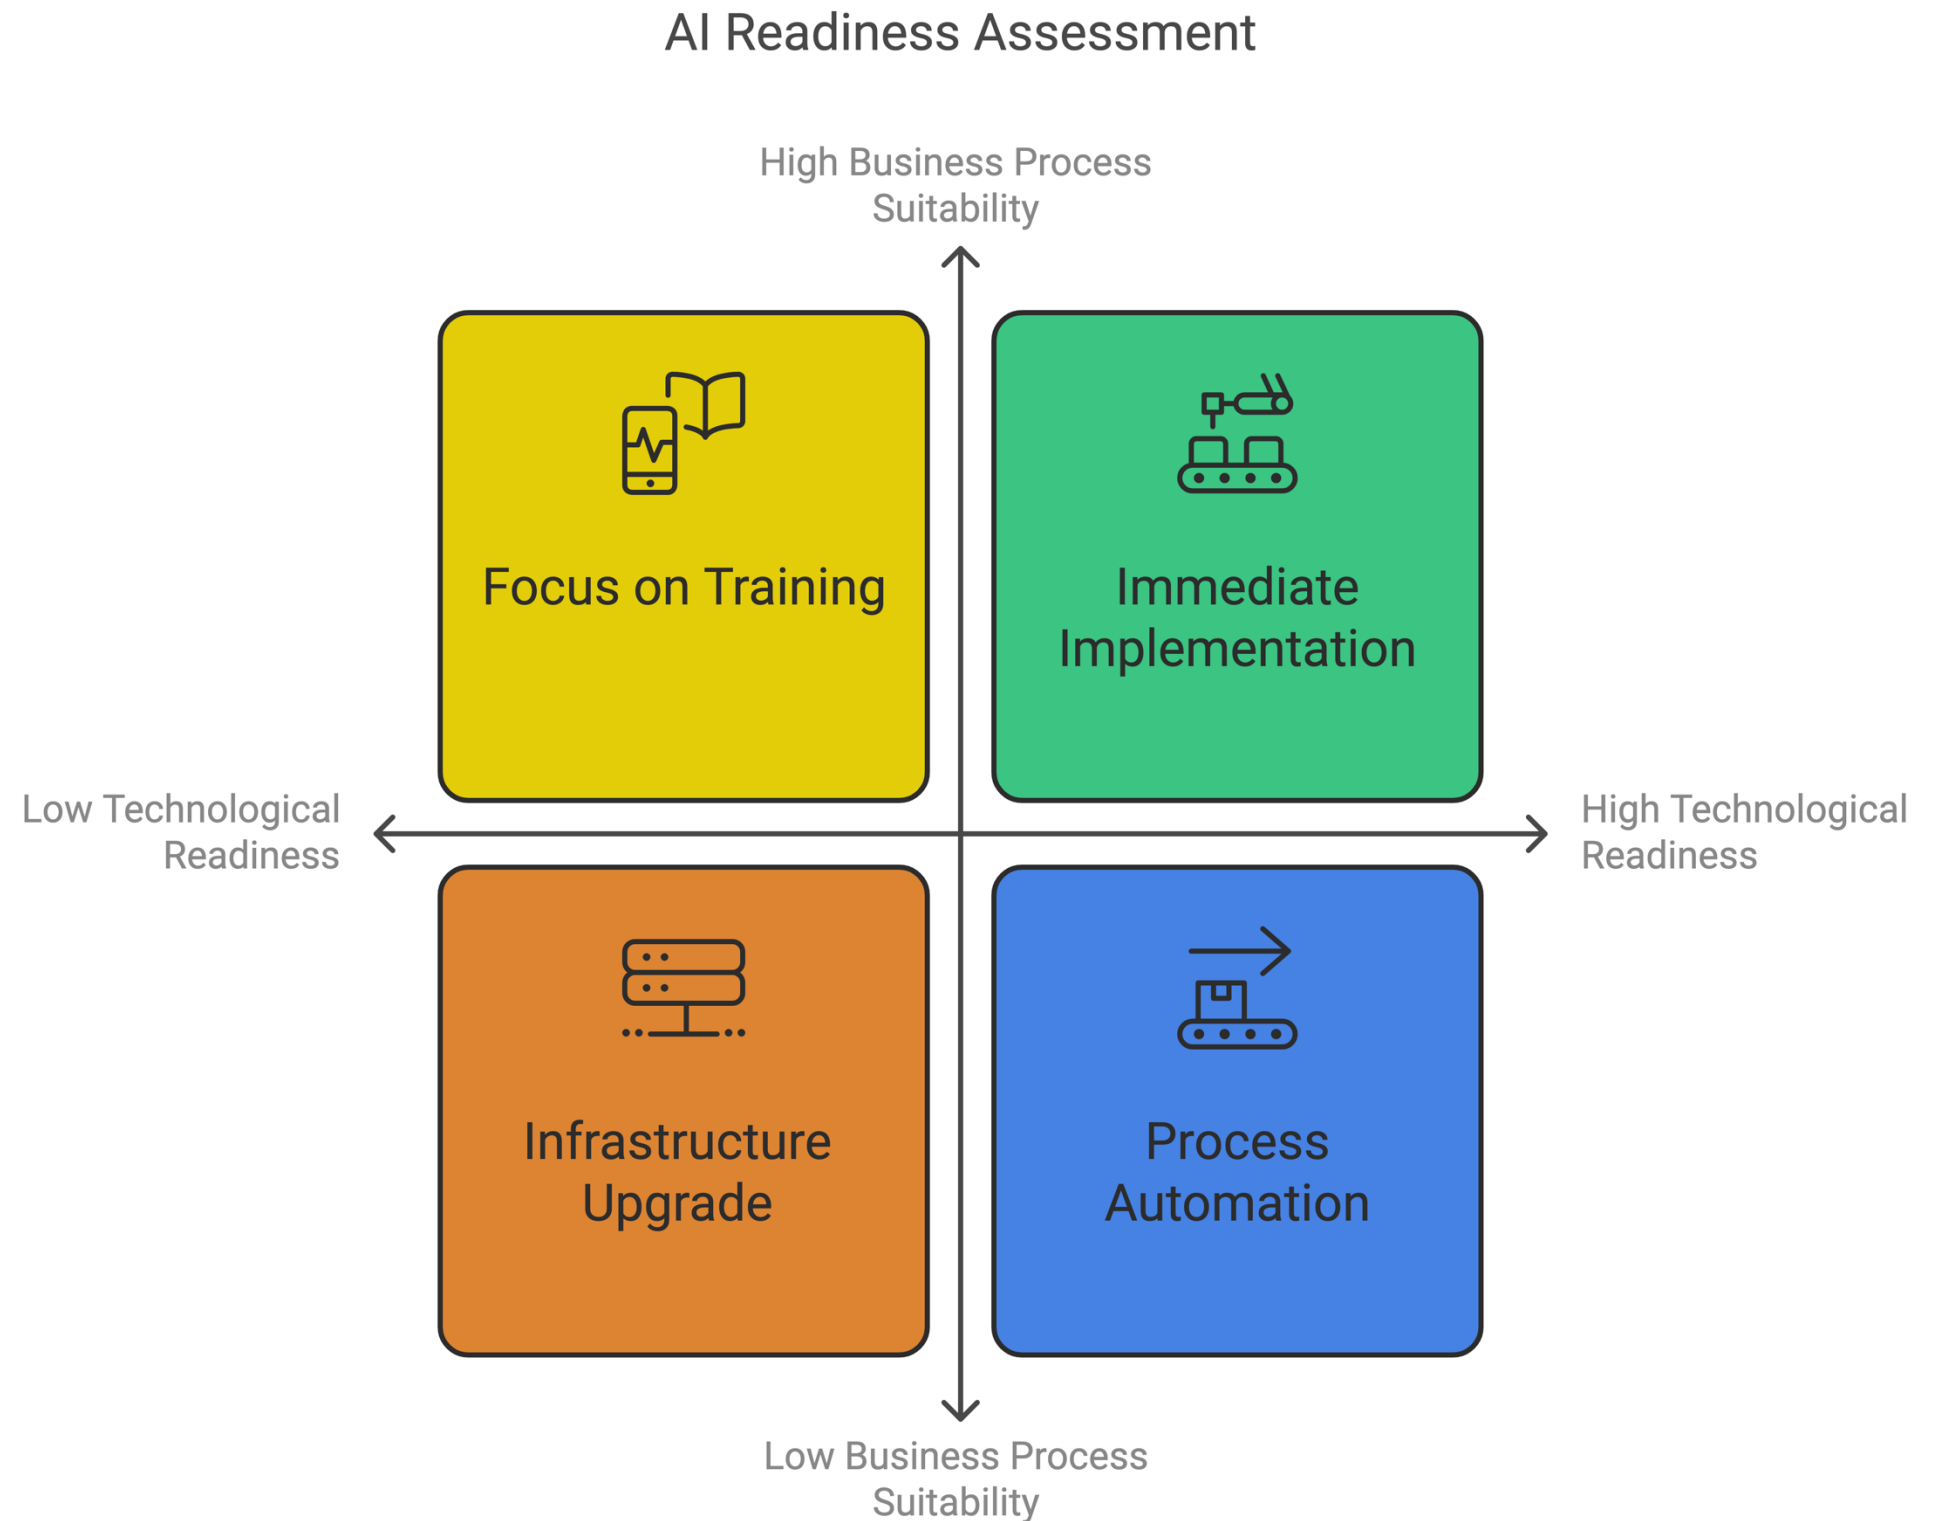 AI Readiness Assessment
High Business Process
Suitability
Focus on Training
Immediate
Implementation
Low Technological
Readiness
High Technological
Readiness
Infrastructure
Upgrade
Process
Automation
Low Business Process
Suitability